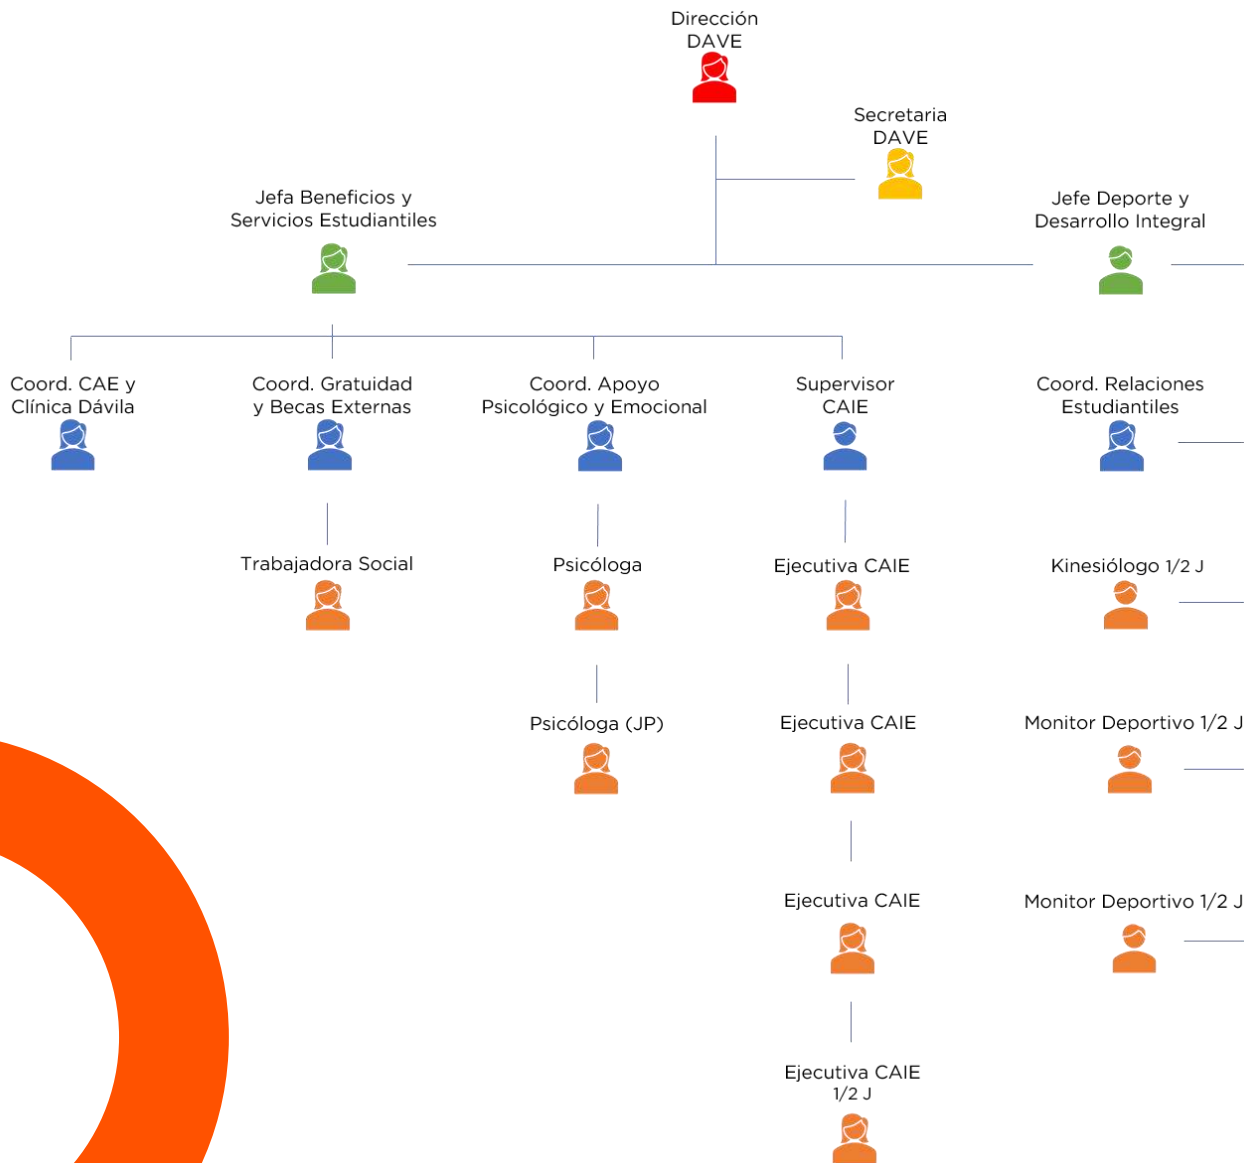 Dirección
DAVE
Secretaria
DAVE
Jefa Beneficios y
Servicios Estudiantiles
Jefe Deporte y
Desarrollo Integral
Coord. CAE y
Clínica Dávila
Coord. Gratuidad
y Becas Externas
Coord. Apoyo
Psicológico y Emocional
Supervisor
CAIE
Coord. Relaciones
Estudiantiles
Trabajadora Social
Psicóloga
Ejecutiva CAIE
Kinesiólogo 1/2 J
Psicóloga (JP)
Ejecutiva CAIE
Monitor Deportivo 1/2 J
Ejecutiva CAIE
Monitor Deportivo 1/2 J
Ejecutiva CAIE
1/2 J